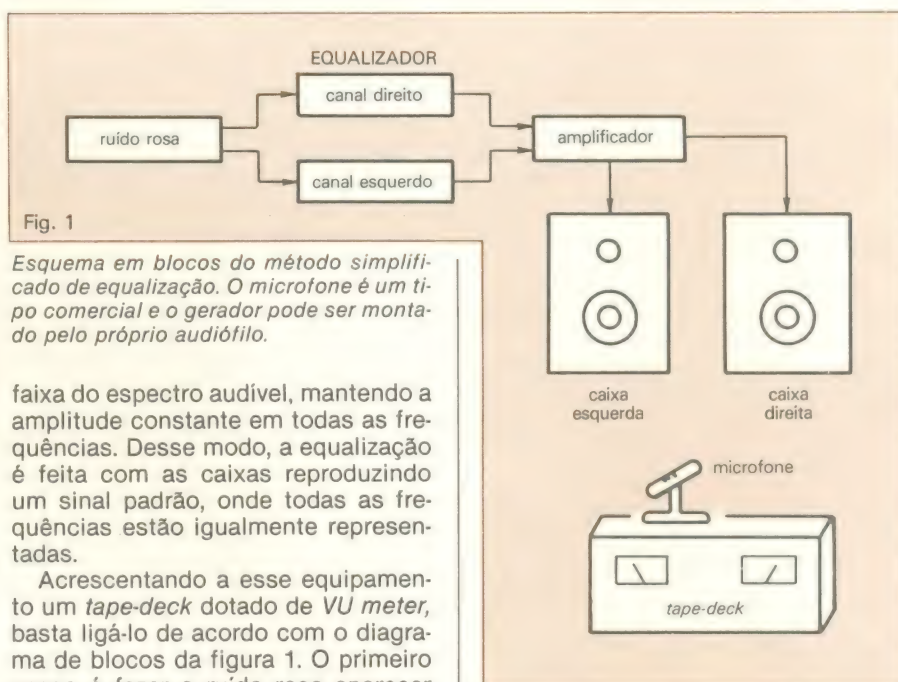 EQUALIZADOR
canal direito
ruído rosa
amplificador
canal esquerdo
Fig. 1
Esquema em blocos do método simplifi-
cado de equalização. O microfone é um ti-
po comercial e o gerador pode ser monta-
do pelo próprio audiófilo.
caixa
esquerda
caixa
direita
microfone
tape-deck
faixa do espectro audível, mantendo a
amplitude constante em todas as fre-
quências. Desse modo, a equalização
é feita com as caixas reproduzindo
um sinal padrão, onde todas as fre-
quências estão igualmente represen-
tadas.
Acrescentando a esse equipamen-
to um tape-deck dotado de VU meter,
basta ligá-lo de acordo com o diagra-
ma de blocos da figura 1. O primeiro